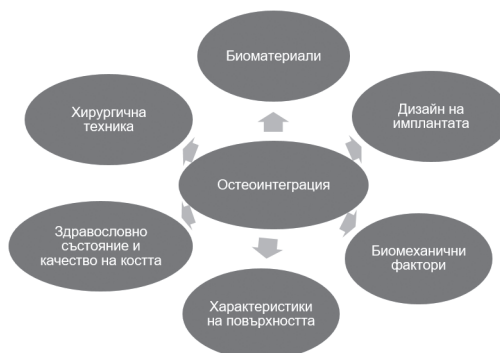 Биоматериали
Хирургична
техника
Дизайн на
имплантата
Остеоинтеграция
Здравословно
състояние и
качество на костта
Биомеханични
фактори
Характеристики
на повърхността